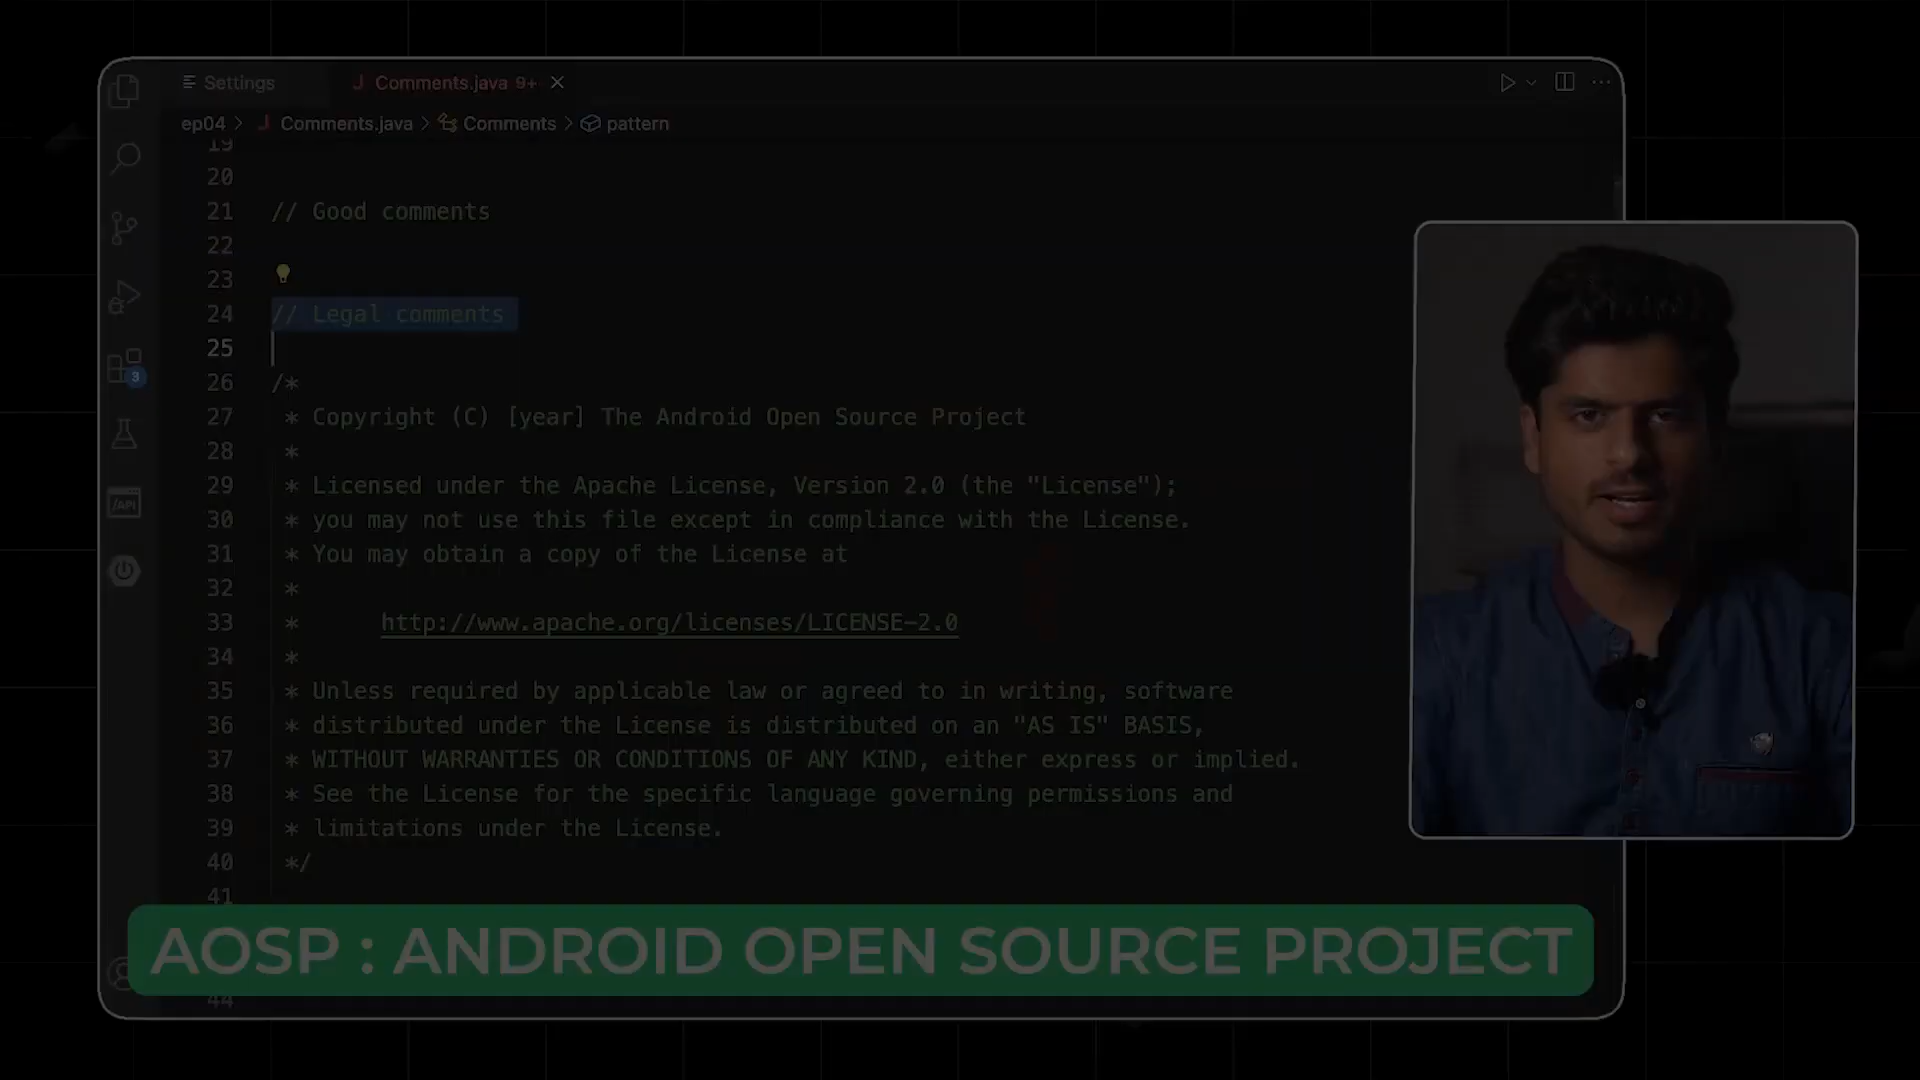 Settings
J Comments.java 9+
ep04 > J Comments.java > Comments > pattern
19
20
21 // Good comments
22
23
24 // Legal comments
25
26 /*
27 * Copyright (C) [year] The Android Open Source Project
28 *
29 * Licensed under the Apache License, Version 2.0 (the "License");
30 * you may not use this file except in compliance with the License.
31 * You may obtain a copy of the License at
32 *
33 * http://www.apache.org/licenses/LICENSE-2.0
34 *
35 * Unless required by applicable law or agreed to in writing, software
36 * distributed under the License is distributed on an "AS IS" BASIS,
37 * WITHOUT WARRANTIES OR CONDITIONS OF ANY KIND, either express or implied.
38 * See the License for the specific language governing permissions and
39 * limitations under the License.
40 */
41
44
3
/API
AOSP : ANDROID OPEN SOURCE PROJECT